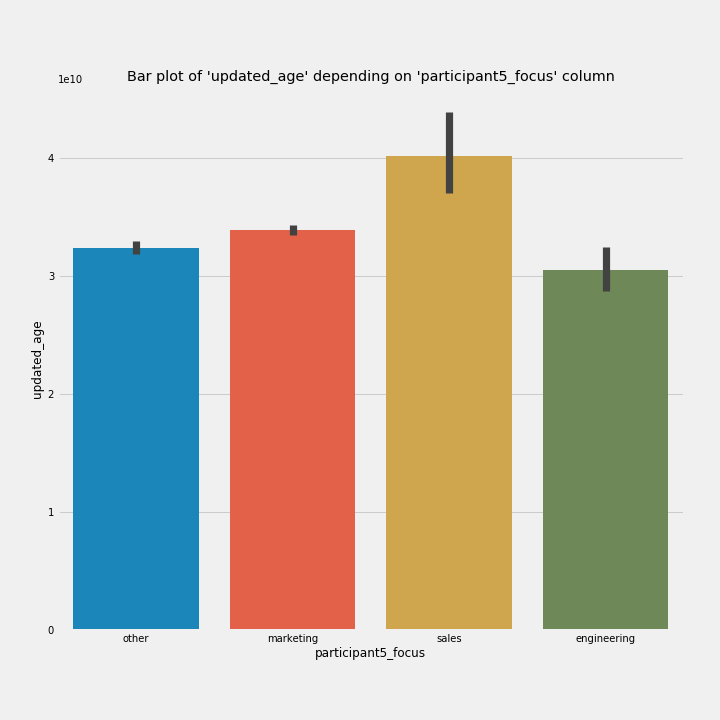 Bar plot of 'updated_age' depending on 'participant5_focus' column
1e10
4
3
2
1
0
updated_age
other marketing sales engineering
participant5_focus